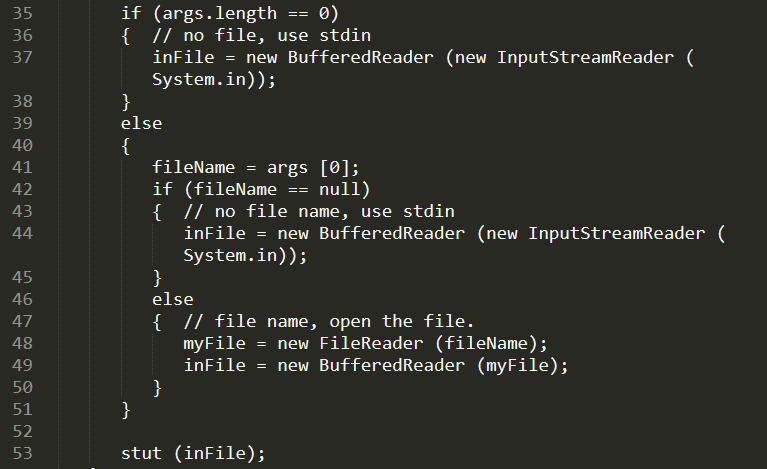 35 if (args.length == 0)
36 { // no file, use stdin
37 inFile = new BufferedReader (new InputStreamReader (
System.in));
38 }
39 else
40 {
41 fileName = args [0];
42 if (fileName == null)
43 { // no file name, use stdin
44 inFile = new BufferedReader (new InputStreamReader (
System.in));
45 }
46 else
47 { // file name, open the file.
48 myFile = new FileReader (fileName);
49 inFile = new BufferedReader (myFile);
50 }
51 }
52
53 stut (inFile);